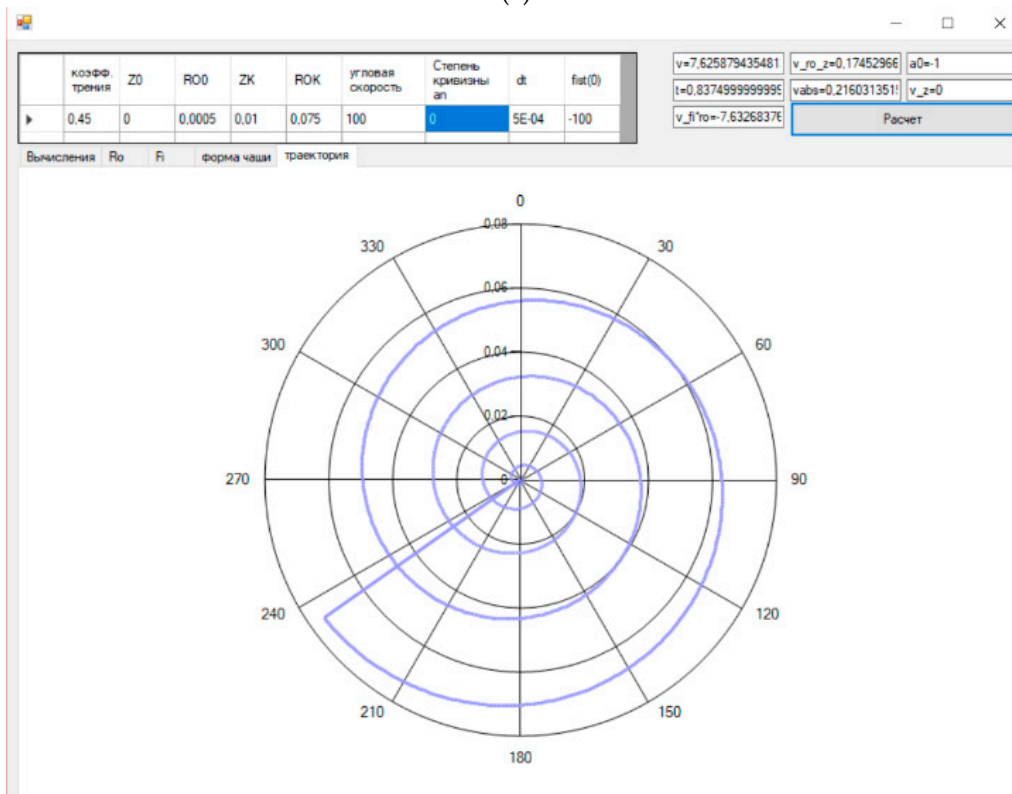 коэфф. трения Z0 RO0 ZK ROK угловая скорость Степень кривизны an dt fist(0)
0.45 0 0.0005 0.01 0.075 100 0 5E-04 -100
v=7,625879435481 v_ro_z=0,17452966 a0=-1
t=0,8374999999999 vabs=0,216031351 v_z=0
v_fi*ro=-7,6326837 Расчет
Вычисления Ro Fi форма чаши траектория
0
0,08
330 30
0,06
300 0,04 60
0,02
270 0 90
240 120
210 150
180